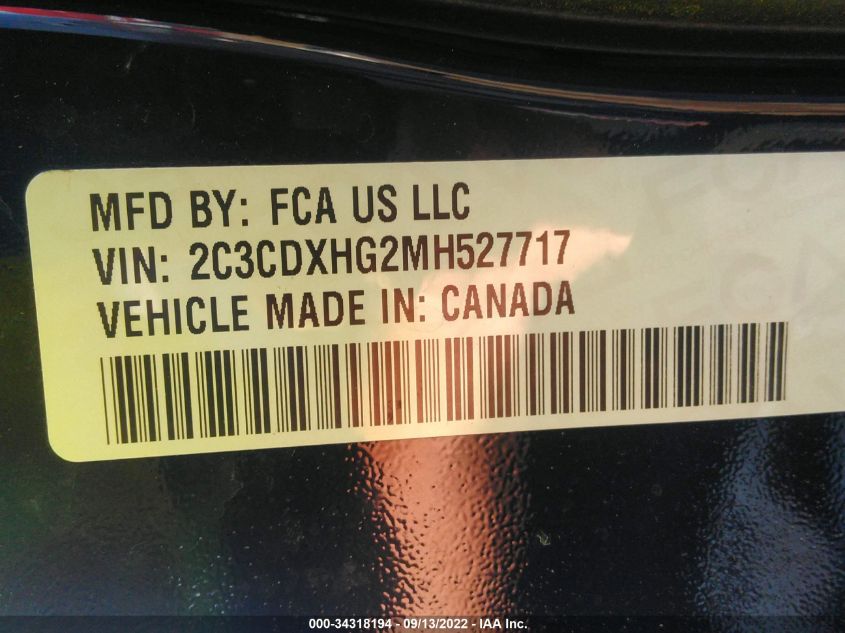 MFD BY: FCA US LLC
VIN: 2C3CDXHG2MH527717
VEHICLE MADE IN: CANADA
000-34318194 - 09/13/2022 - IAA Inc.